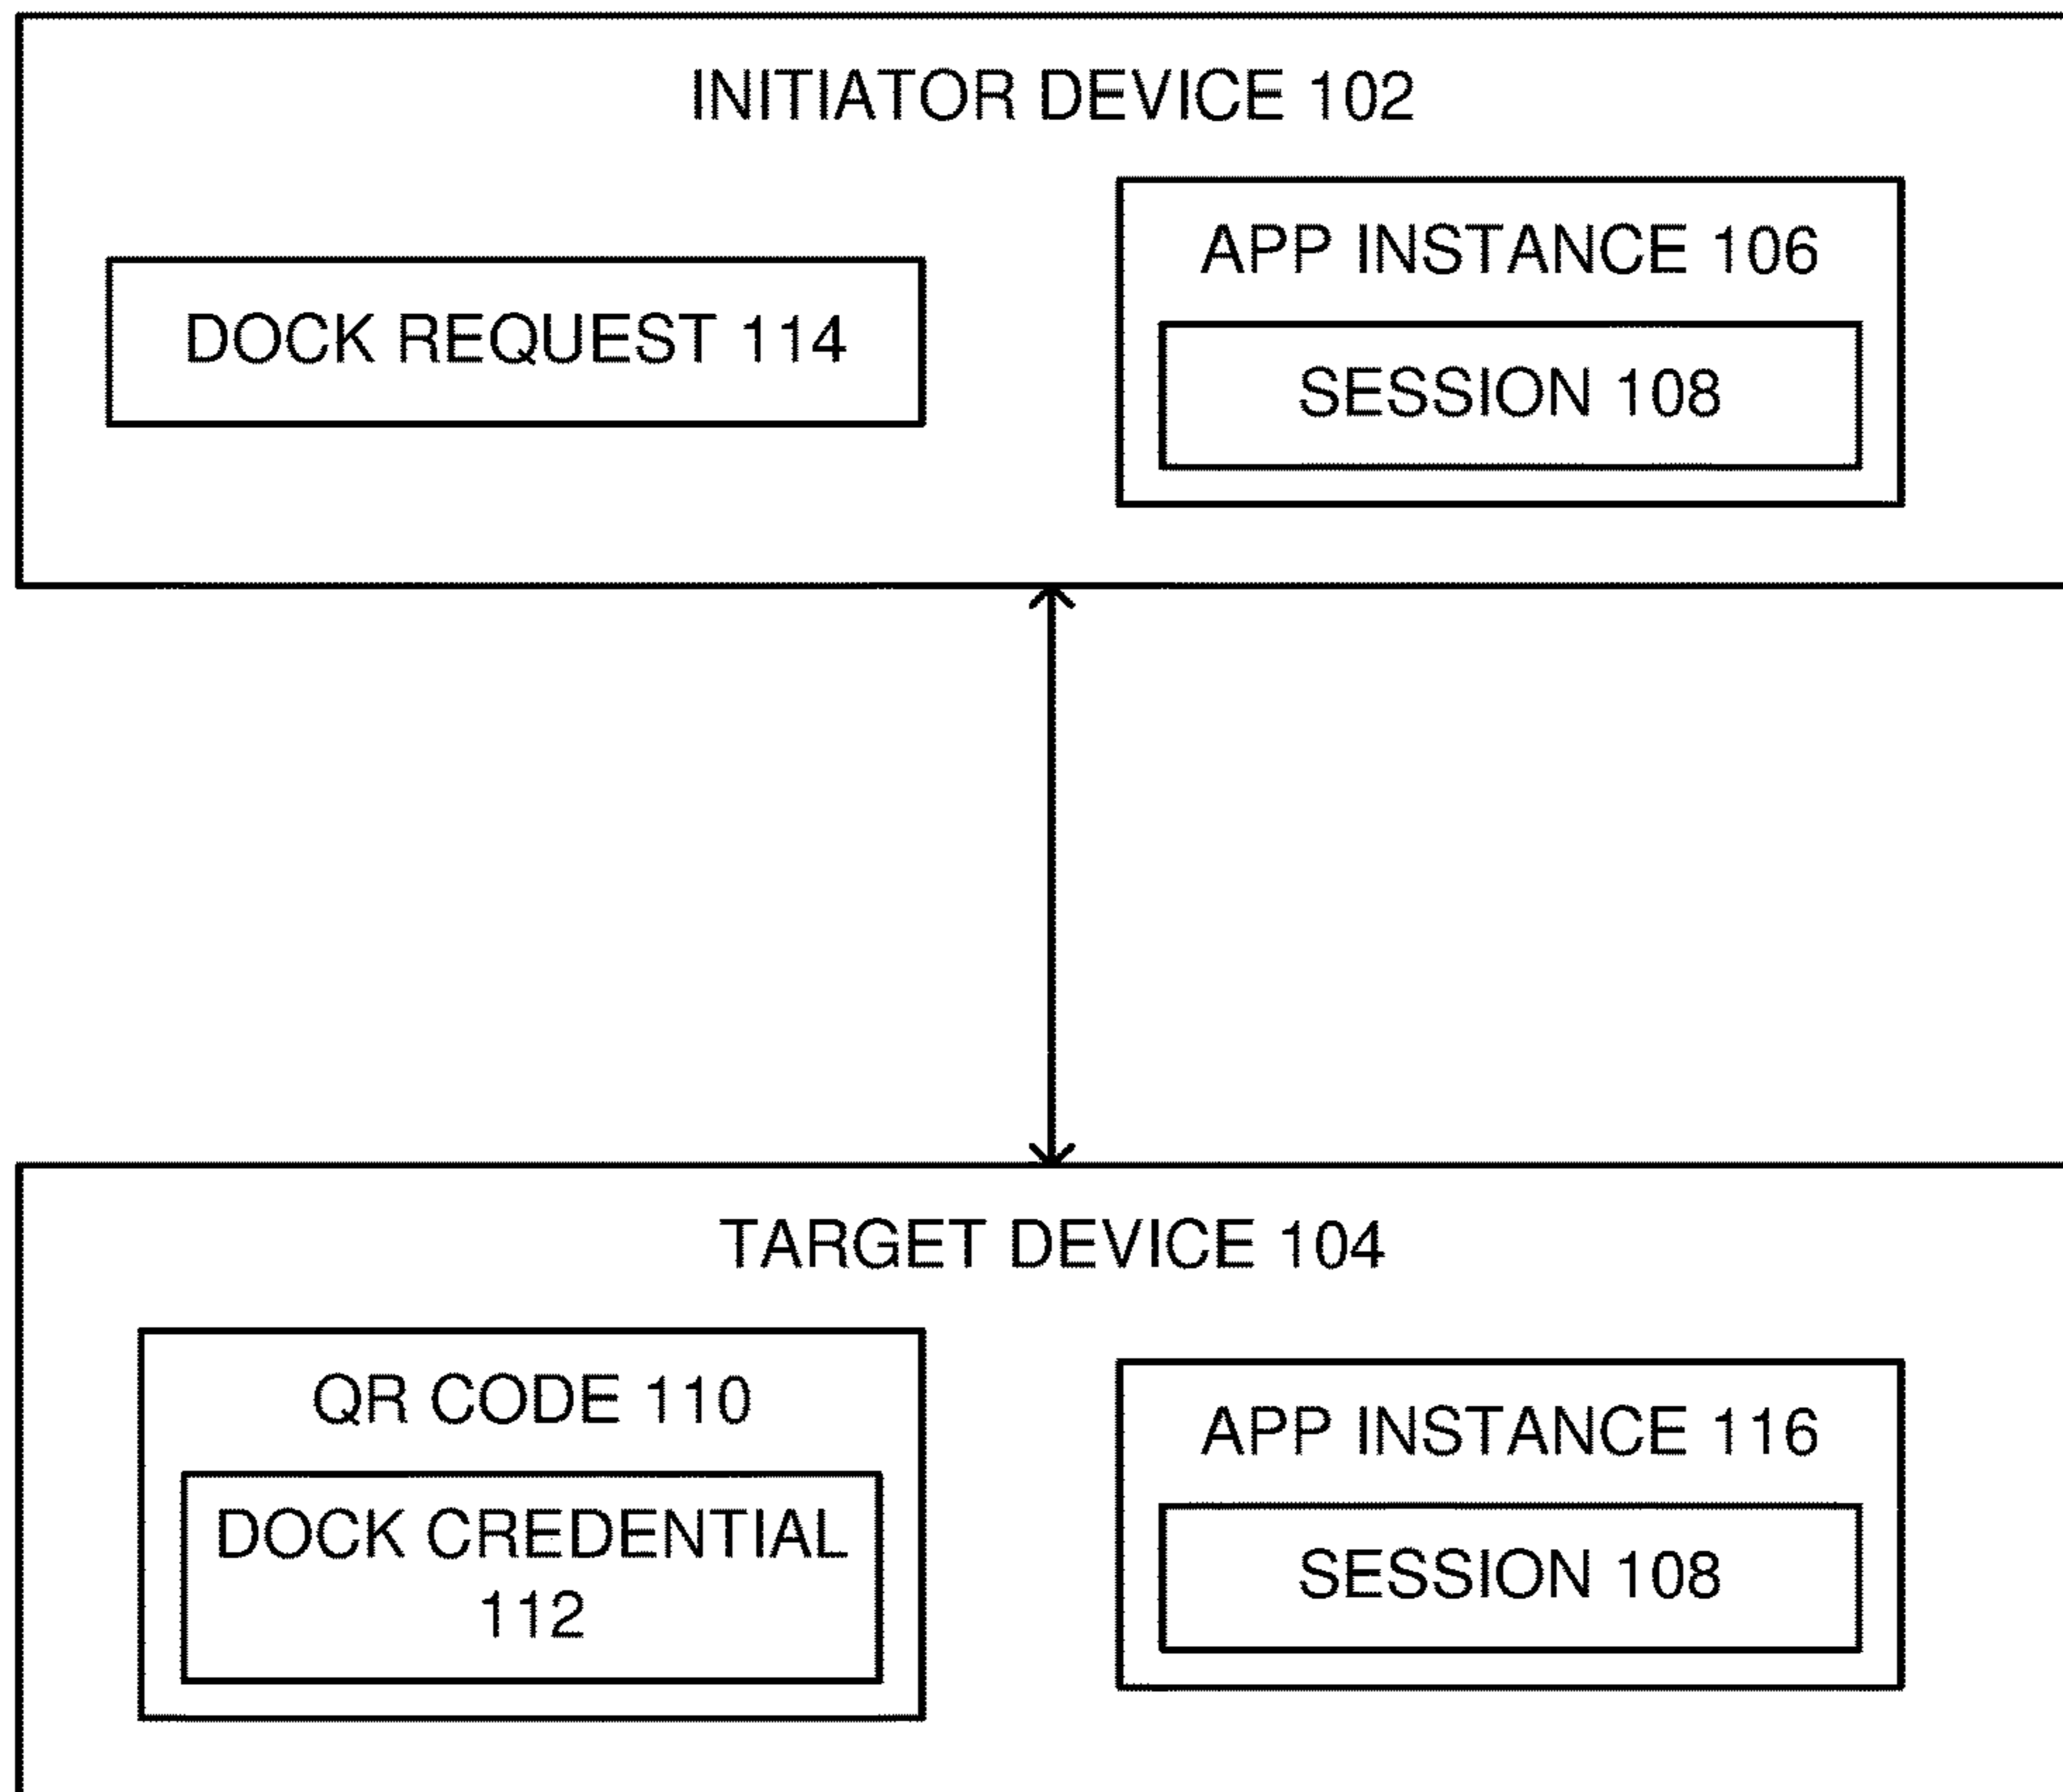 INITIATOR DEVICE 102
DOCK REQUEST 114
APP INSTANCE 106
SESSION 108
TARGET DEVICE 104
QR CODE 110
DOCK CREDENTIAL
112
APP INSTANCE 116
SESSION 108